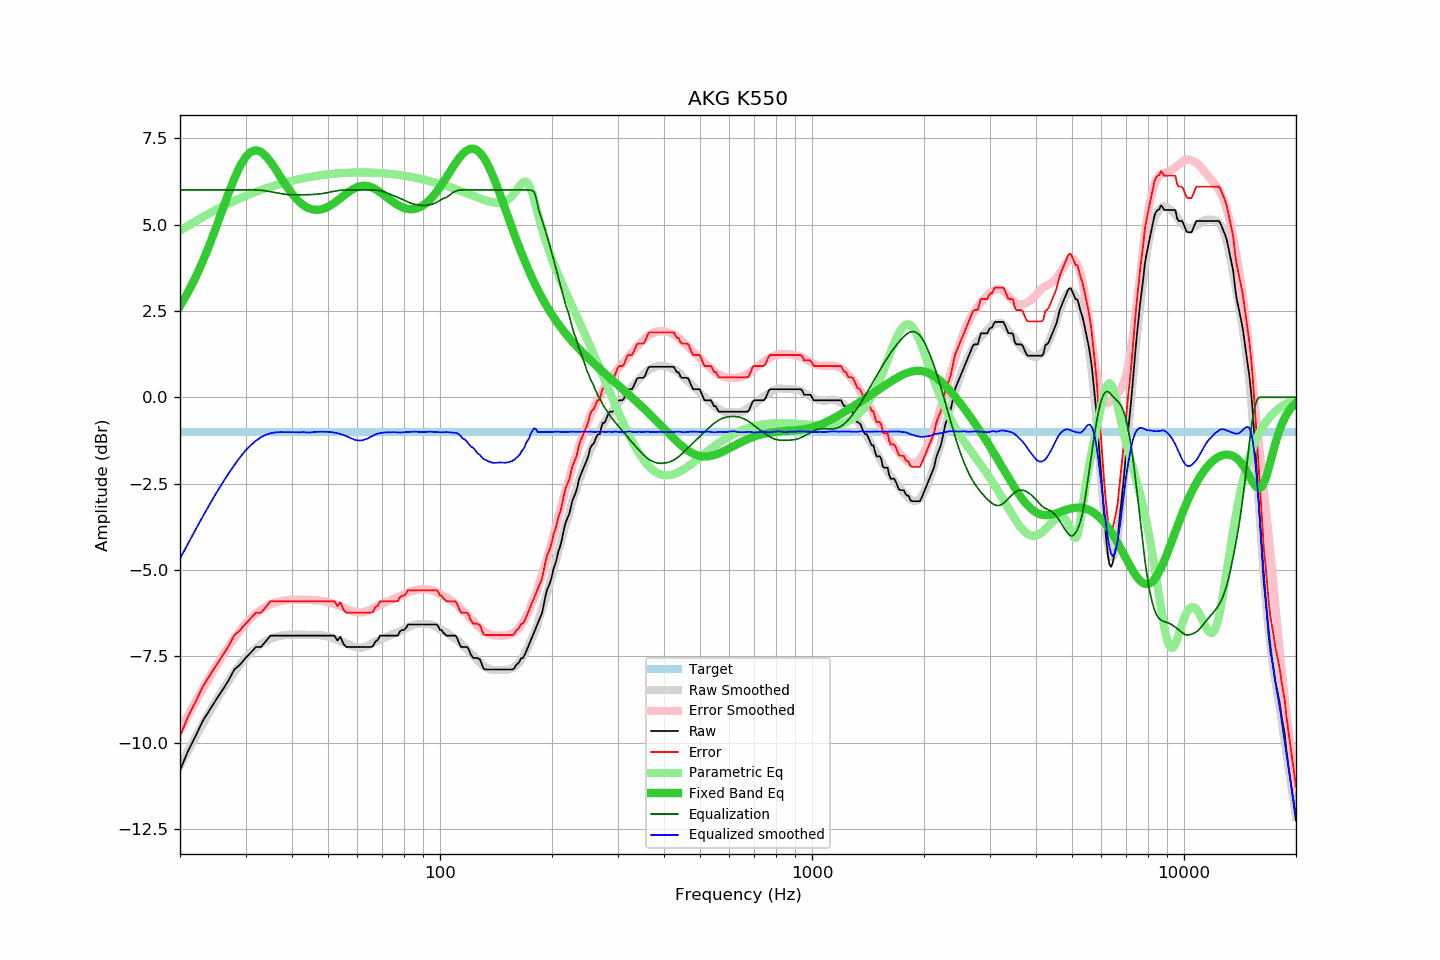 AKG K550
7.5
5.0
2.5
0.0
−2.5
−5.0
−7.5
−10.0
−12.5
Amplitude (dBr)
Target
Raw Smoothed
Error Smoothed
Raw
Error
Parametric Eq
Fixed Band Eq
Equalization
Equalized smoothed
100
1000
10000
Frequency (Hz)